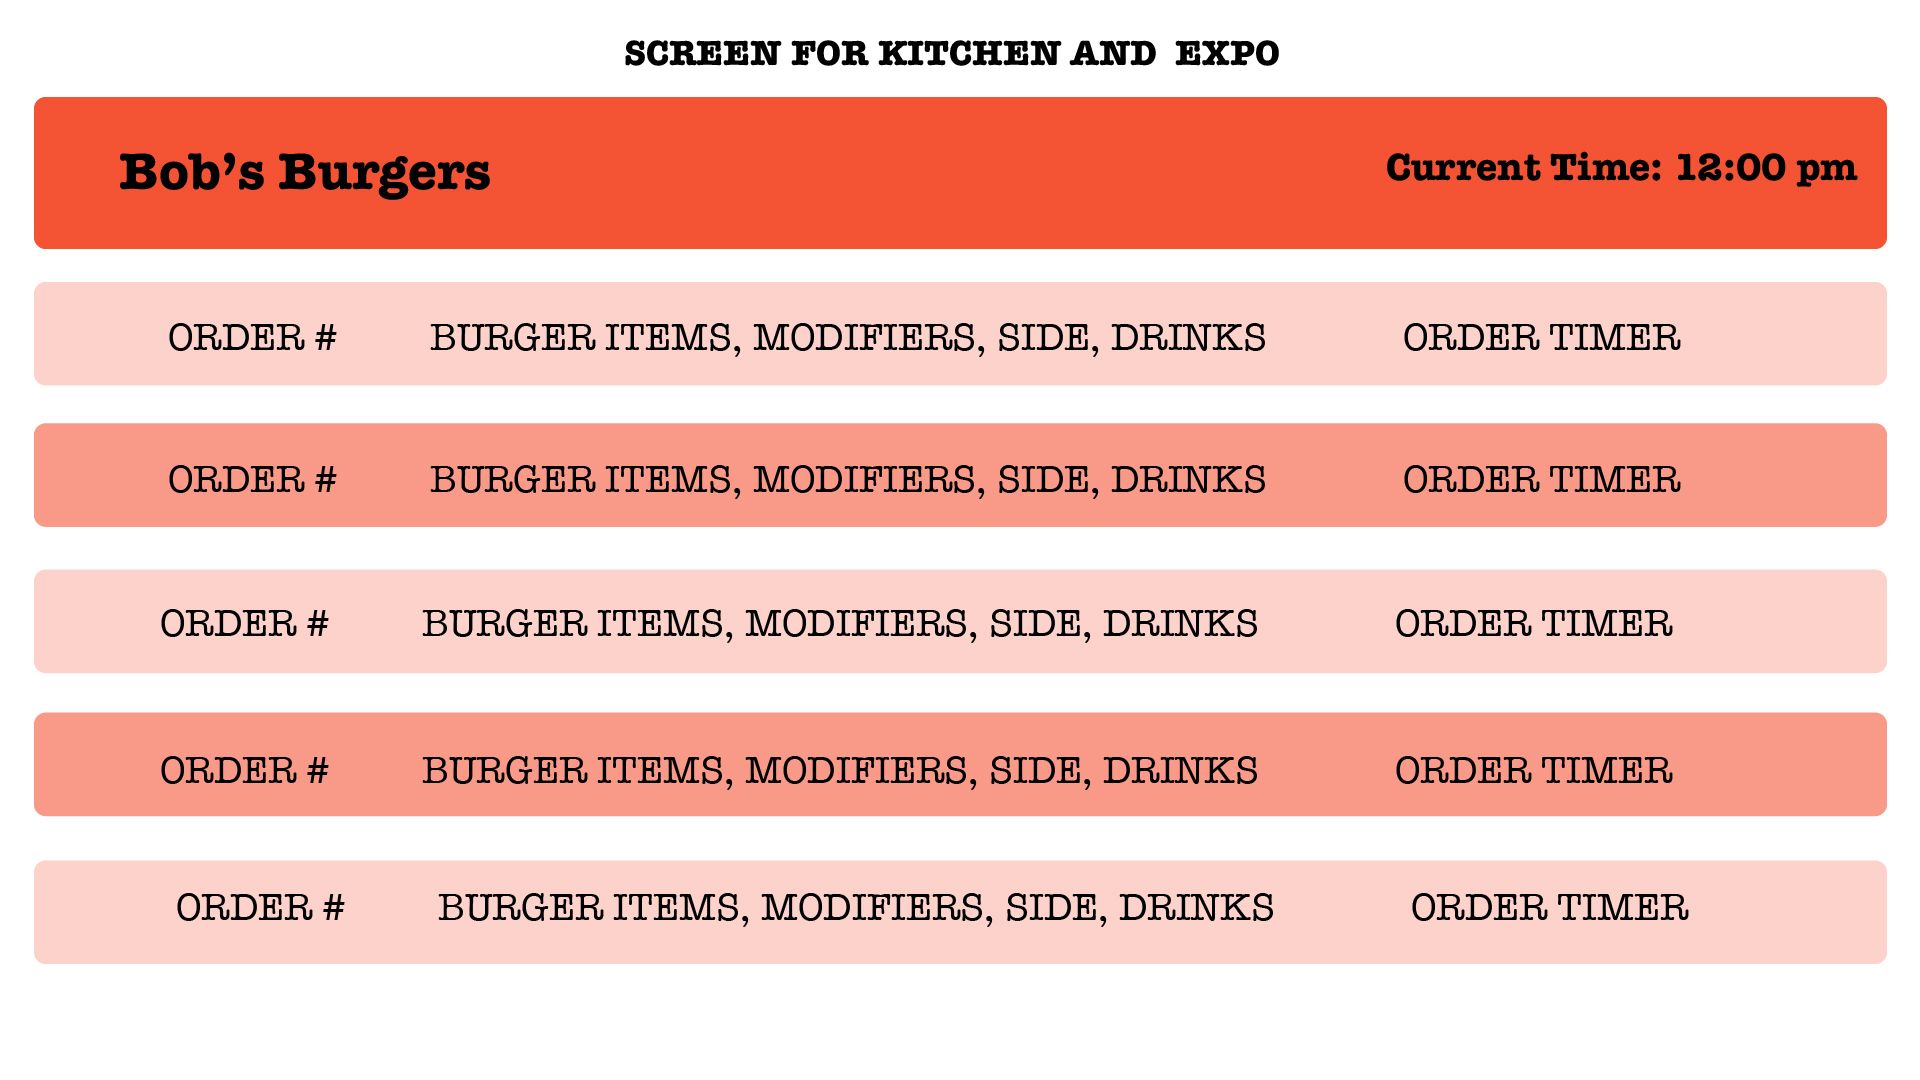 SCREEN FOR KITCHEN AND EXPO
Bob’s Burgers Current Time: 12:00 pm
ORDER # BURGER ITEMS, MODIFIERS, SIDE, DRINKS ORDER TIMER
ORDER # BURGER ITEMS, MODIFIERS, SIDE, DRINKS ORDER TIMER
ORDER # BURGER ITEMS, MODIFIERS, SIDE, DRINKS ORDER TIMER
ORDER # BURGER ITEMS, MODIFIERS, SIDE, DRINKS ORDER TIMER
ORDER # BURGER ITEMS, MODIFIERS, SIDE, DRINKS ORDER TIMER